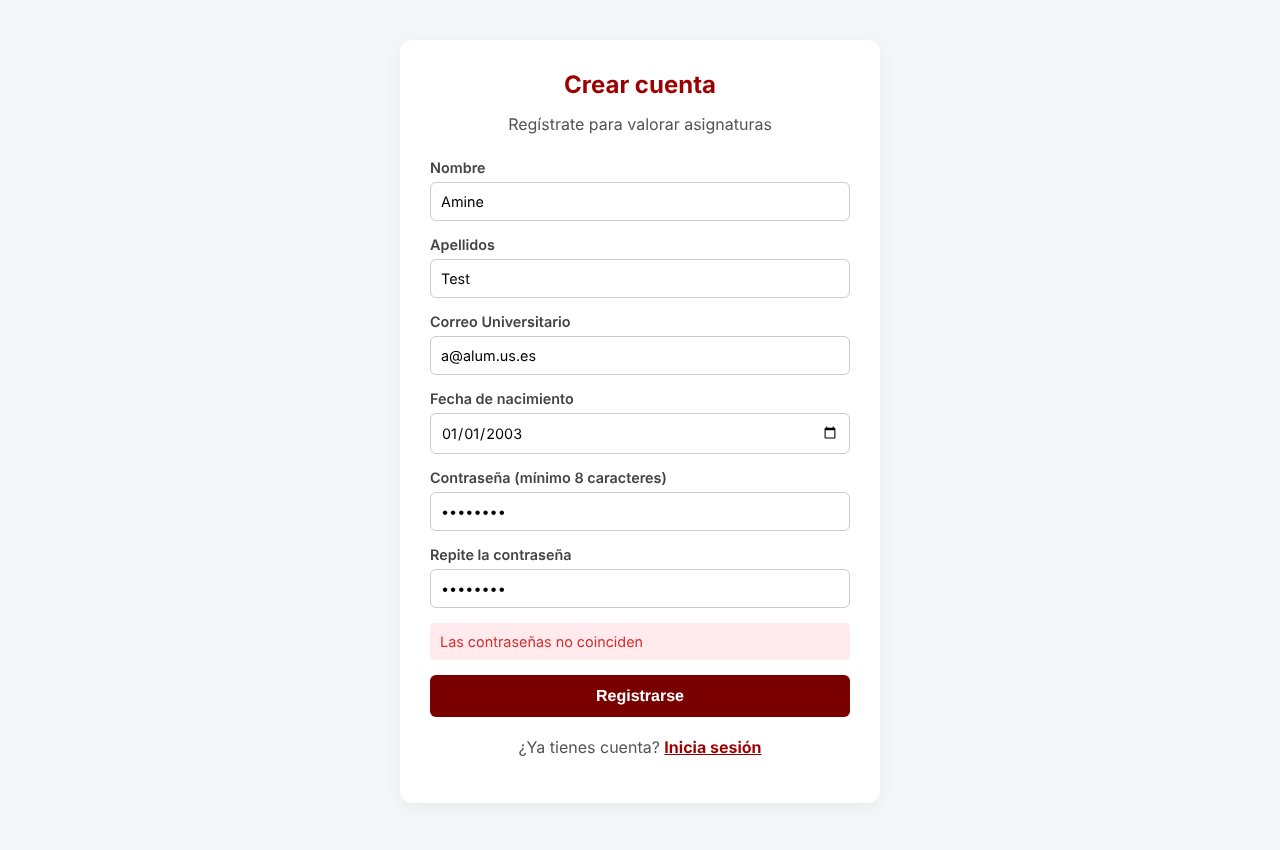 Crear cuenta
Regístrate para valorar asignaturas
Nombre
Amine
Apellidos
Test
Correo Universitario
a@alum.us.es
Fecha de nacimiento
01/01/2003
Contraseña (mínimo 8 caracteres)
••••••••
Repite la contraseña
••••••••
Las contraseñas no coinciden
Registrarse
¿Ya tienes cuenta? Inicia sesión